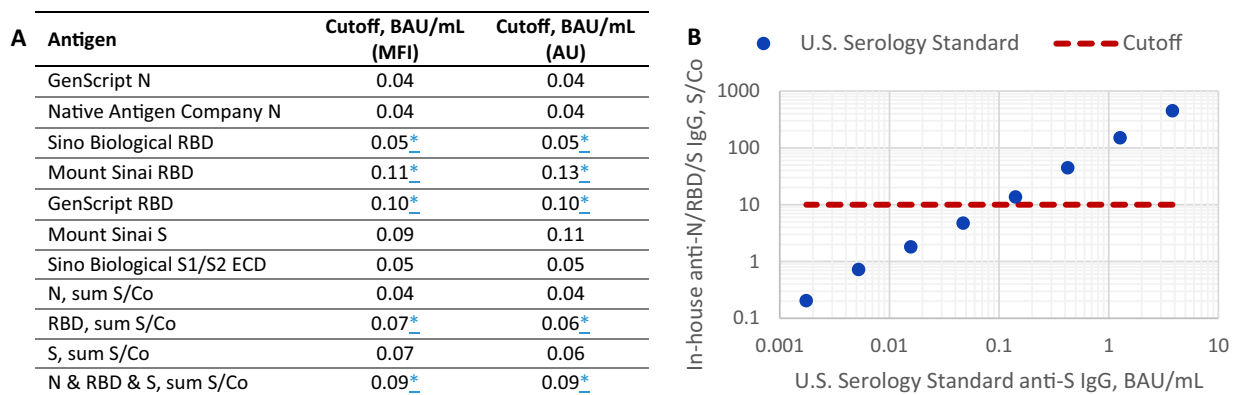 A
Antigen Cutoff, BAU/mL (MFI) Cutoff, BAU/mL (AU)
GenScript N 0.04 0.04
Native Antigen Company N 0.04 0.04
Sino Biological RBD 0.05* 0.05*
Mount Sinai RBD 0.11* 0.13*
GenScript RBD 0.10* 0.10*
Mount Sinai S 0.09 0.11
Sino Biological S1/S2 ECD 0.05 0.05
N, sum S/Co 0.04 0.04
RBD, sum S/Co 0.07* 0.06*
S, sum S/Co 0.07 0.06
N & RBD & S, sum S/Co 0.09* 0.09*
B
U.S. Serology Standard Cutoff
In-house anti-N/RBD/S IgG, S/Co
1000
100
10
1
0.1
0.001 0.01 0.1 1 10
U.S. Serology Standard anti-S IgG, BAU/mL